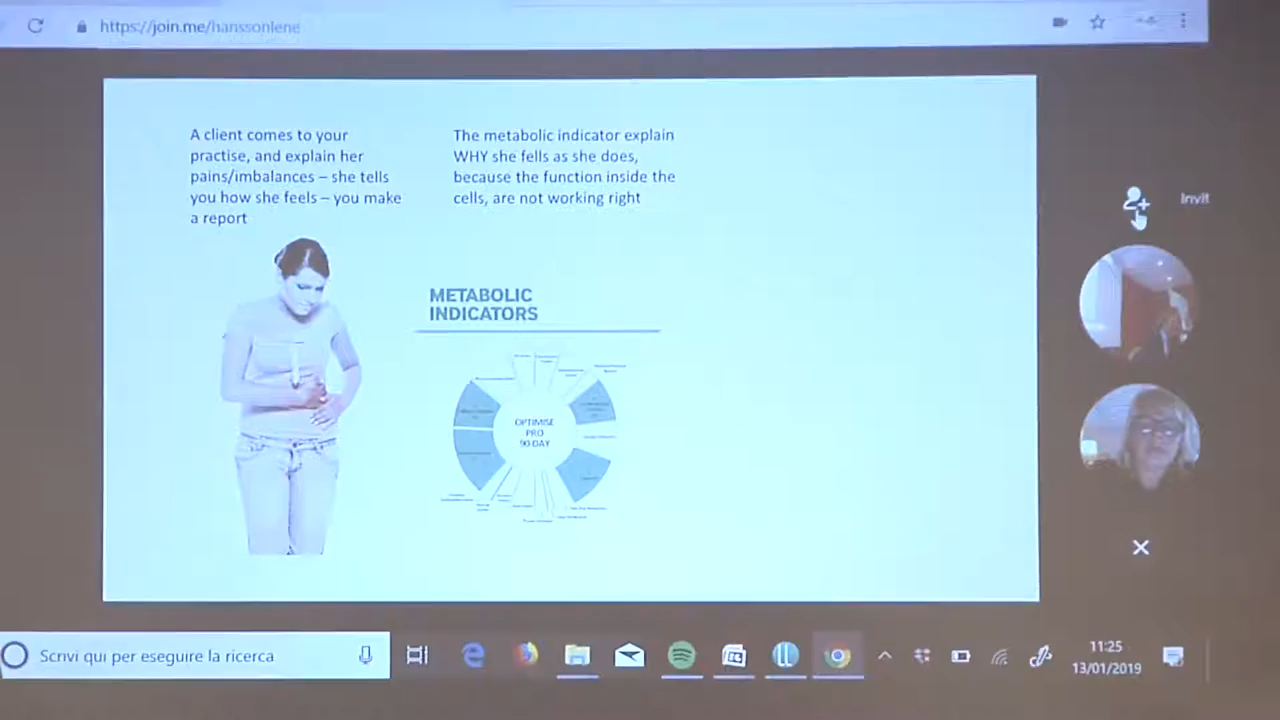 https://join.me/hanssonlene
A client comes to your
practise, and explain her
pains/imbalances – she tells
you how she feels – you make
a report
The metabolic indicator explain
WHY she fells as she does,
because the function inside the
cells, are not working right
Invit
METABOLIC
INDICATORS
OPTIMISE
PRO
90-DAY
Scrivi qui per eseguire la ricerca
11:25
13/01/2019